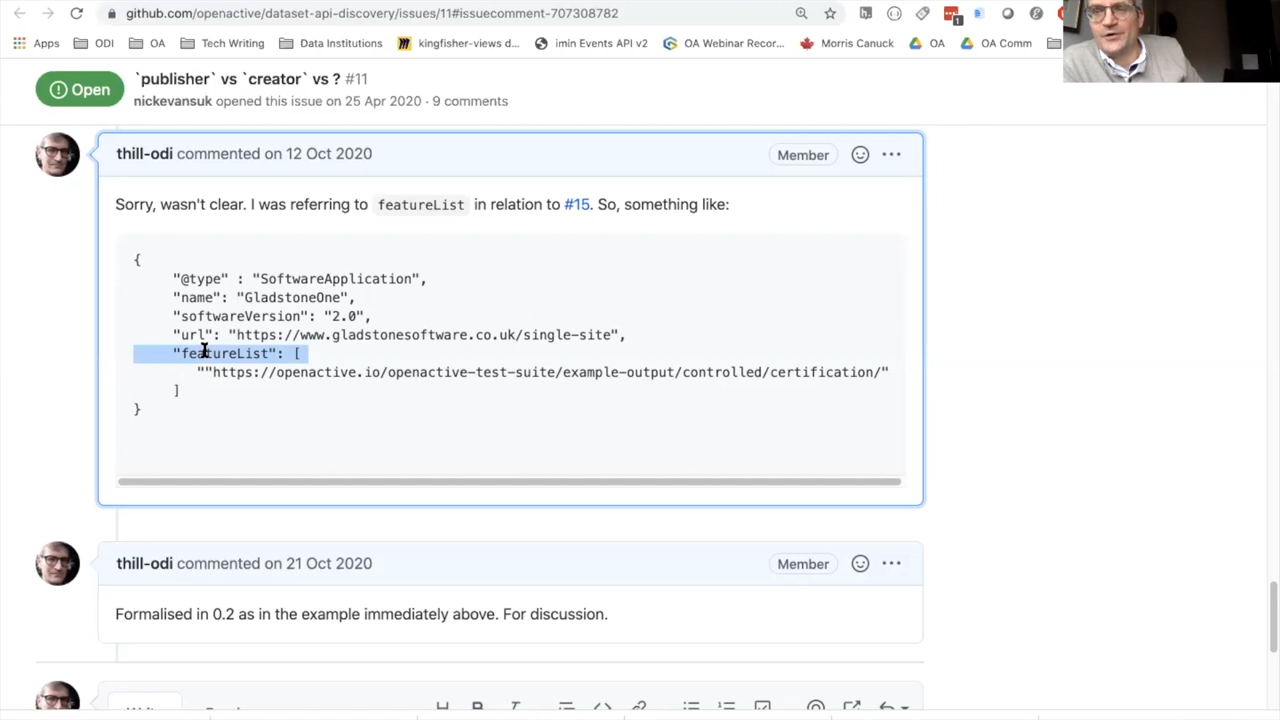 github.com/openactive/dataset-api-discovery/issues/11#issuecomment-707308782
1
Apps ODI OA Tech Writing Data Institutions kingfisher-views d... imin Events API v2 OA Webinar Recor... Morris Canuck OA OA Comm
Open
`publisher` vs `creator` vs ? #11
nickevansuk opened this issue on 25 Apr 2020 · 9 comments
thill-odi commented on 12 Oct 2020 Member
Sorry, wasn't clear. I was referring to featureList in relation to #15. So, something like:
{
"@type" : "SoftwareApplication",
"name": "GladstoneOne",
"softwareVersion": "2.0",
"url": "https://www.gladstonesoftware.co.uk/single-site",
"featureList": [
""https://openactive.io/openactive-test-suite/example-output/controlled/certification/"
]
}
thill-odi commented on 21 Oct 2020 Member
Formalised in 0.2 as in the example immediately above. For discussion.